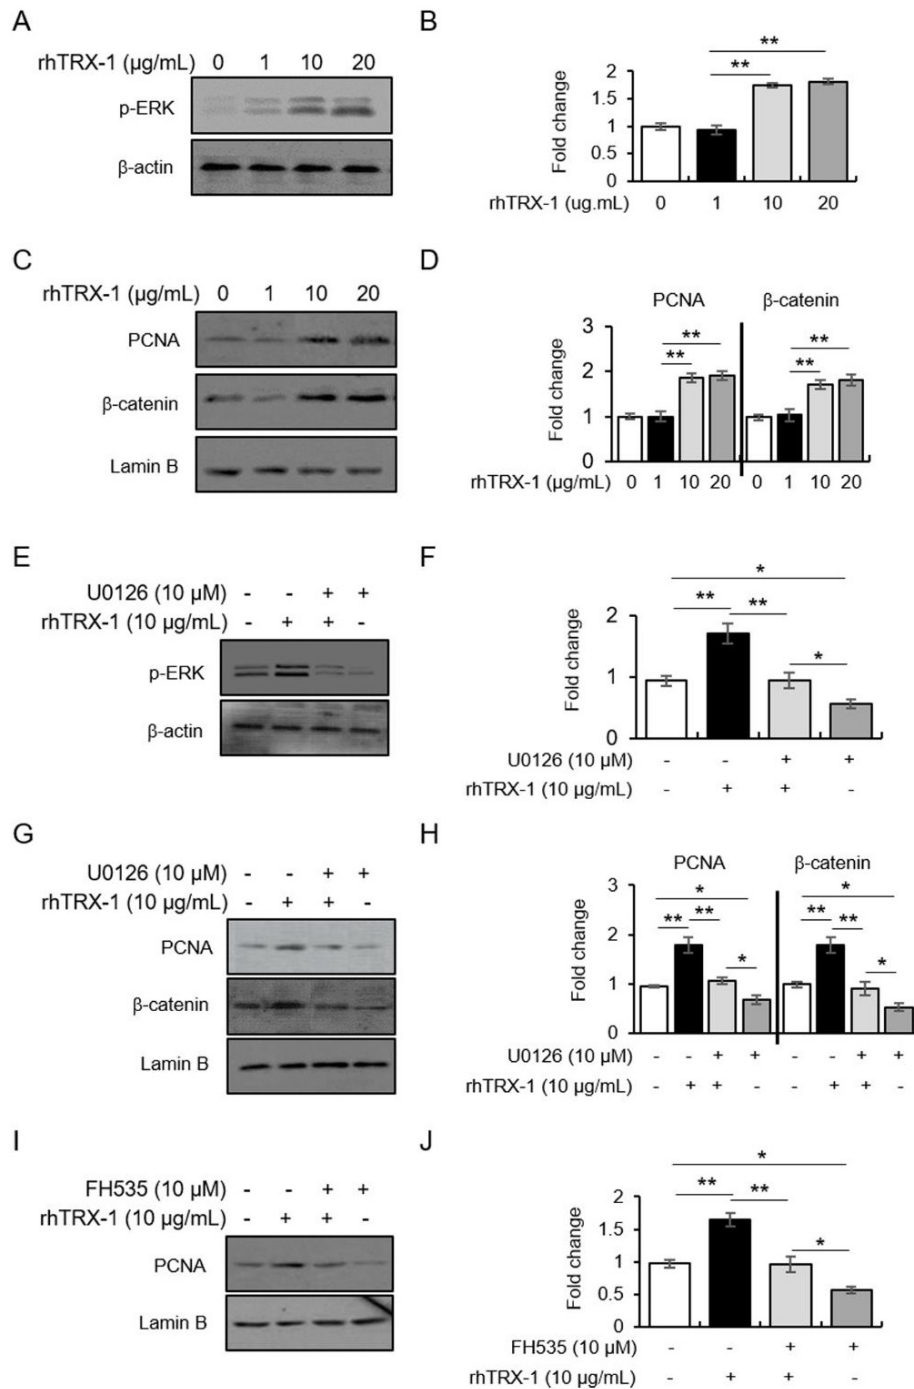 A
rhTRX-1 (µg/mL) 0 1 10 20
p-ERK
β-actin
B
** 
**
Fold change
2
1.5
1
0.5
0
0 1 10 20
rhTRX-1 (ug.mL)
C
rhTRX-1 (µg/mL) 0 1 10 20
PCNA
β-catenin
Lamin B
D
PCNA β-catenin
Fold change
3
2
1
0
** **
** **
rhTRX-1 (µg/mL) 0 1 10 20 0 1 10 20
E
U0126 (10 µM) - - + +
rhTRX-1 (10 µg/mL) - + + -
p-ERK
β-actin
F
*
** **
*
Fold change
2
1
0
U0126 (10 µM) - - + +
rhTRX-1 (10 µg/mL) - + + -
G
U0126 (10 µM) - - + +
rhTRX-1 (10 µg/mL) - + + -
PCNA
β-catenin
Lamin B
H
PCNA β-catenin
Fold change
3
2
1
0
* *
** ** ** **
* *
U0126 (10 µM) - - + + - - + +
rhTRX-1 (10 µg/mL) - + + - - + + -
I
FH535 (10 µM) - - + +
rhTRX-1 (10 µg/mL) - + + -
PCNA
Lamin B
J
*
** **
*
Fold change
2
1.5
1
0.5
0
FH535 (10 µM) - - + +
rhTRX-1 (10 µg/mL) - + + -